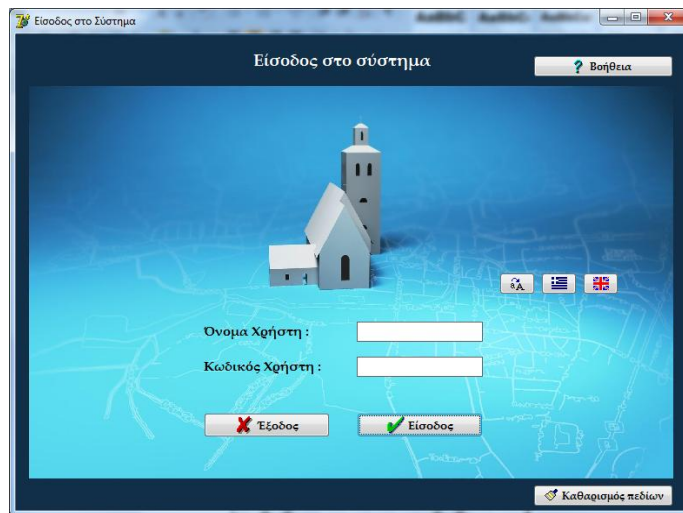 Είσοδος στο Σύστημα
Είσοδος στο σύστημα
? Βοήθεια
Όνομα Χρήστη :
Κωδικός Χρήστη :
Έξοδος
Είσοδος
Καθαρισμός πεδίων